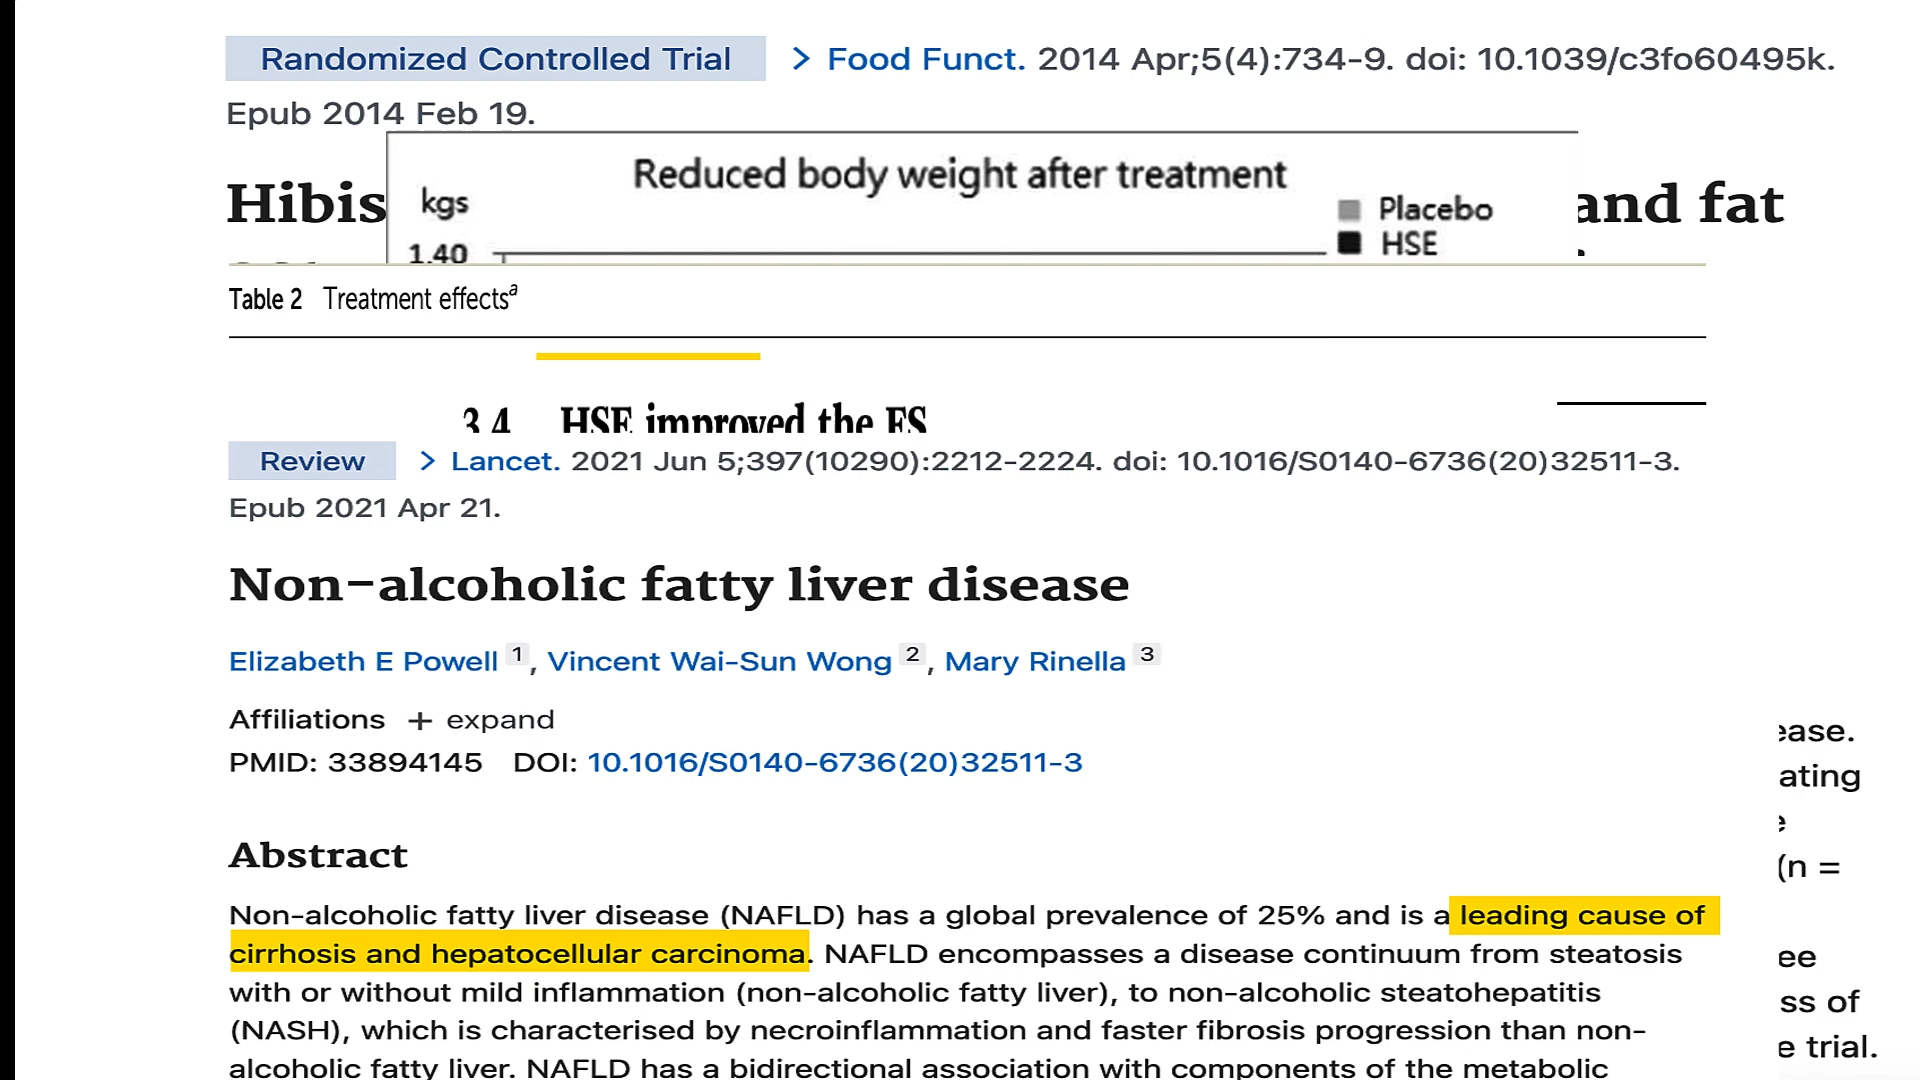 Randomized Controlled Trial > Food Funct. 2014 Apr;5(4):734-9. doi: 10.1039/c3fo60495k.
Epub 2014 Feb 19.
Reduced body weight after treatment
kgs
Placebo
and fat
HSE
1.40
Table 2 Treatment effectsa
3.4 HSE improved the FS
Review > Lancet. 2021 Jun 5;397(10290):2212-2224. doi: 10.1016/S0140-6736(20)32511-3.
Epub 2021 Apr 21.
Non-alcoholic fatty liver disease
Elizabeth E Powell 1, Vincent Wai-Sun Wong 2, Mary Rinella 3
Affiliations + expand
PMID: 33894145 DOI: 10.1016/S0140-6736(20)32511-3
Abstract
Non-alcoholic fatty liver disease (NAFLD) has a global prevalence of 25% and is a leading cause of
cirrhosis and hepatocellular carcinoma. NAFLD encompasses a disease continuum from steatosis
with or without mild inflammation (non-alcoholic fatty liver), to non-alcoholic steatohepatitis
(NASH), which is characterised by necroinflammation and faster fibrosis progression than non-
alcoholic fatty liver. NAFLD has a bidirectional association with components of the metabolic
(n =
e trial.